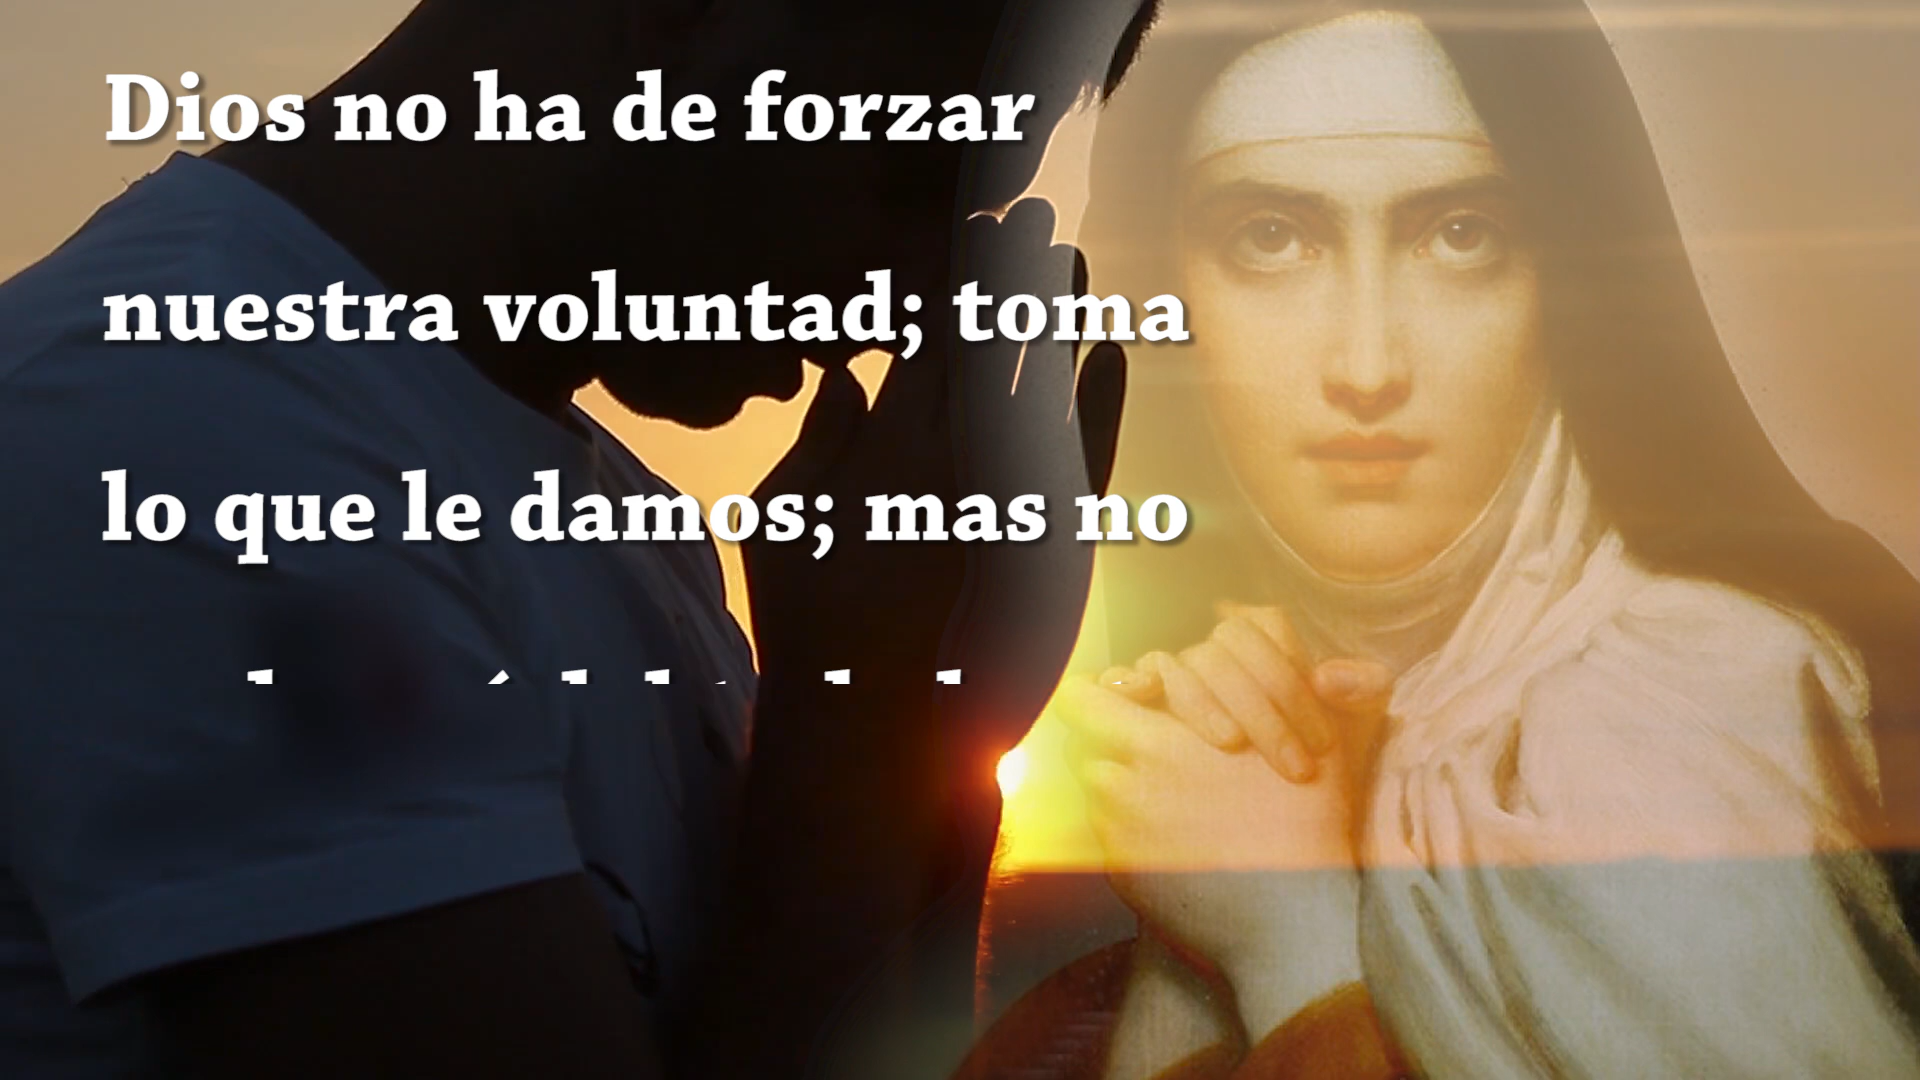 Dios no ha de forzar
nuestra voluntad; toma
lo que le damos; mas no